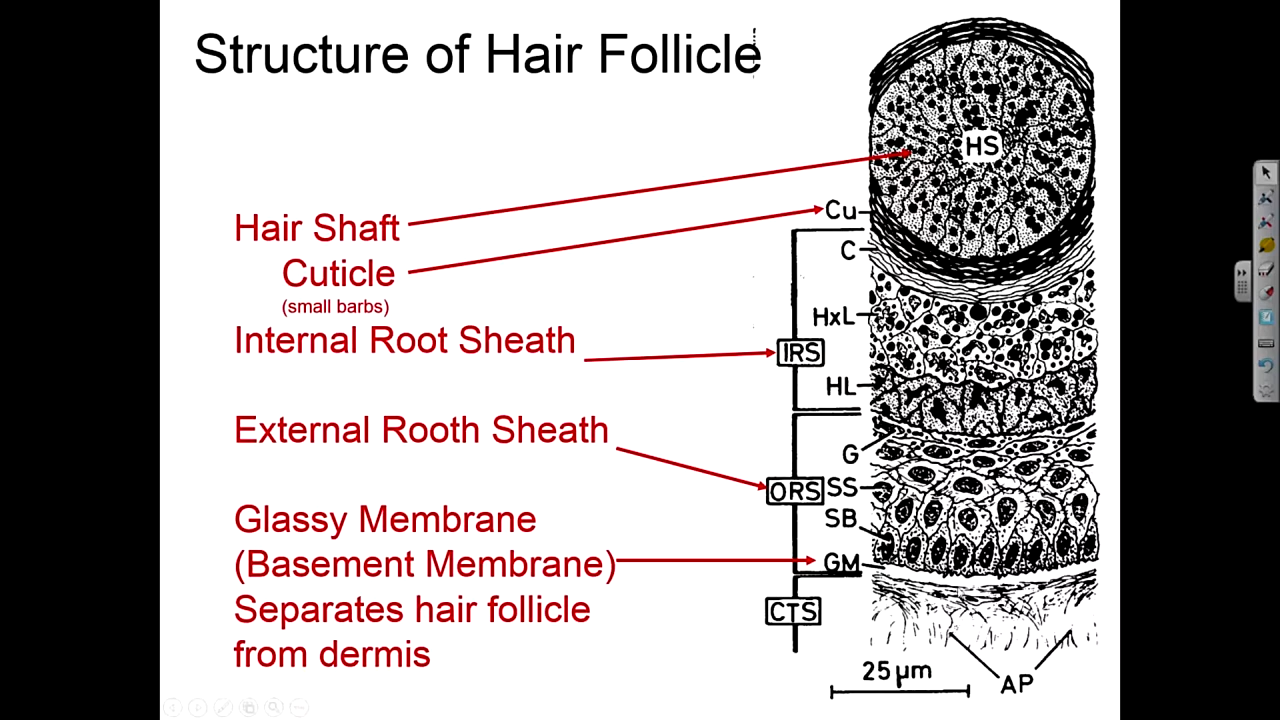 Structure of Hair Follicle
HS
Hair Shaft
Cu
C
Cuticle
(small barbs)
HxL
Internal Root Sheath
IRS
HL
External Rooth Sheath
G
ORS
SS
SB
Glassy Membrane
(Basement Membrane)
GM
Separates hair follicle
CTS
from dermis
25 µm
AP